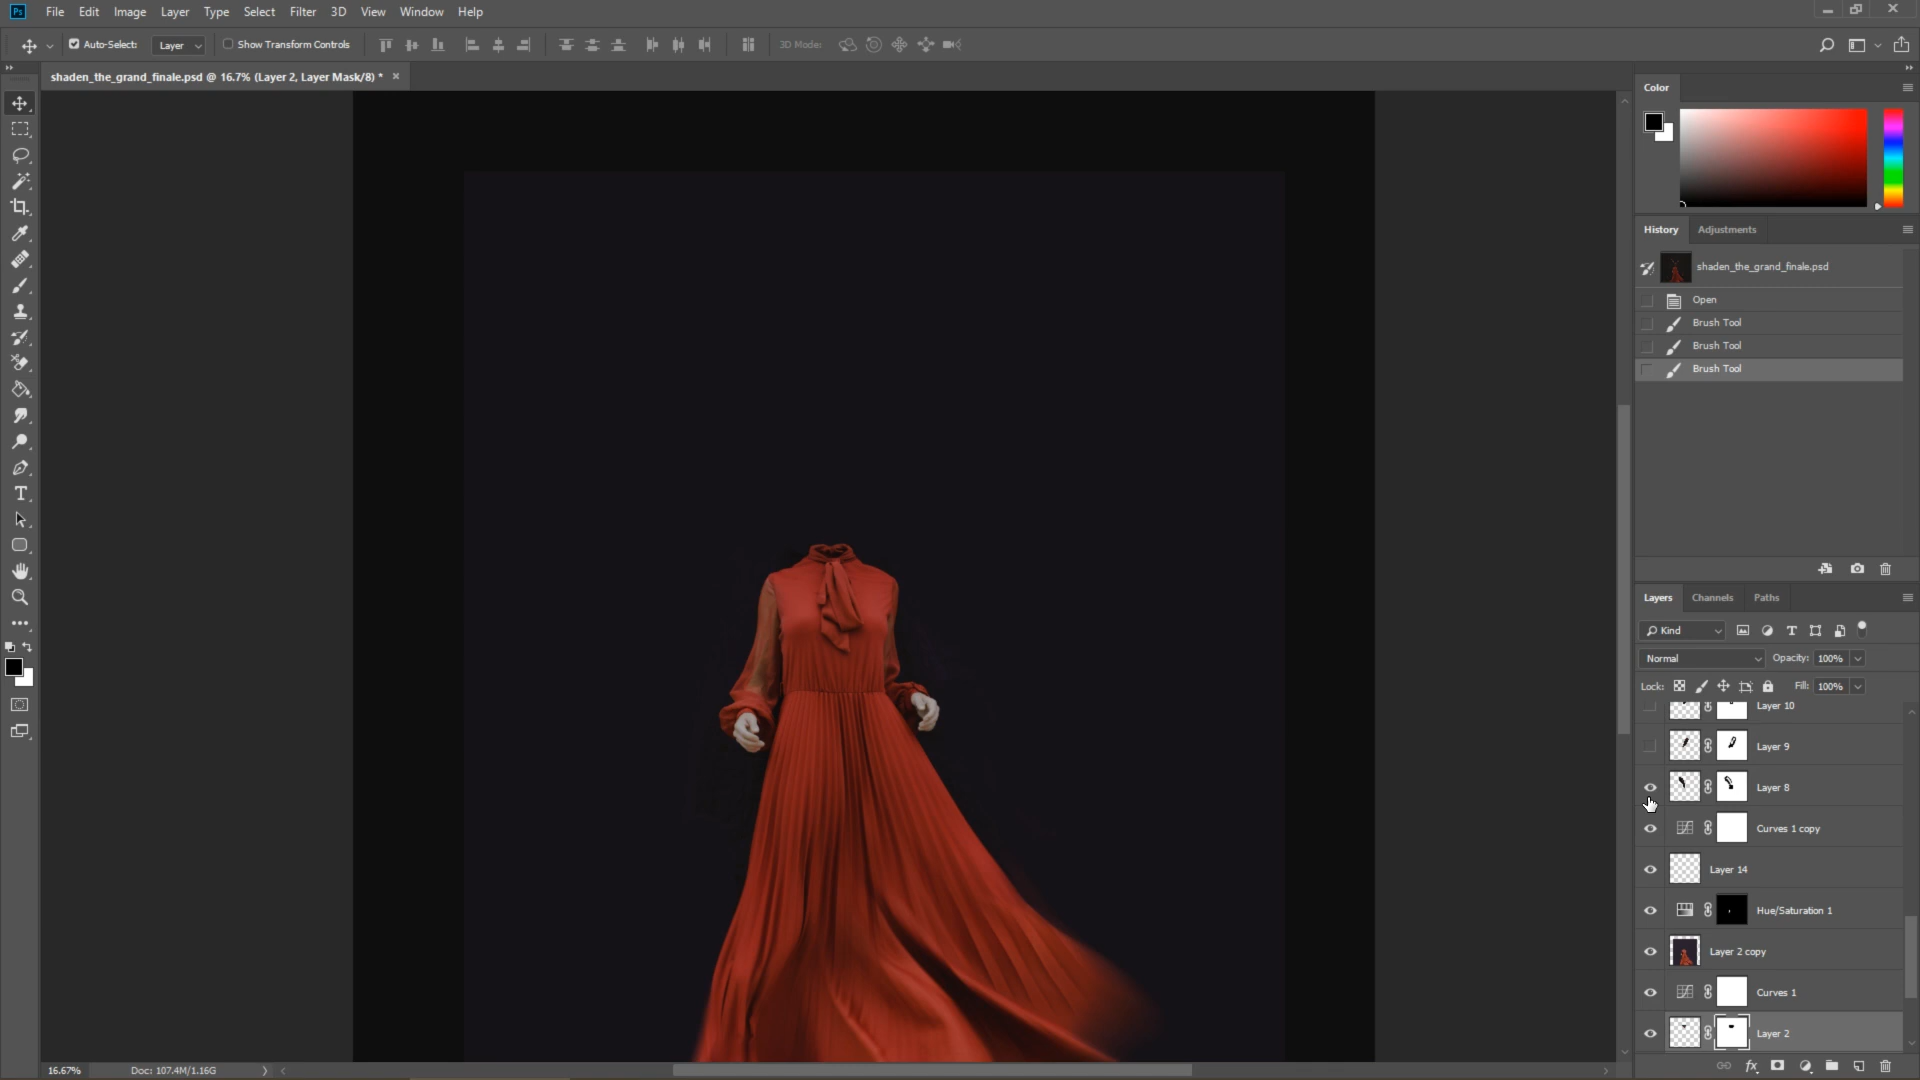 Ps File Edit Image Layer Type Select Filter 3D View Window Help
Auto-Select: Layer Show Transform Controls 3D Mode:
shaden_the_grand_finale.psd @ 16.7% (Layer 2, Layer Mask/8) *
Color
History Adjustments
shaden_the_grand_finale.psd
Open
Brush Tool
Brush Tool
Brush Tool
Layers Channels Paths
Kind
Normal Opacity: 100%
Lock: Fill: 100%
Layer 10
Layer 9
Layer 8
Curves 1 copy
Layer 14
Hue/Saturation 1
Layer 2 copy
Curves 1
Layer 2
16.67% Doc: 107.4M/1.16G